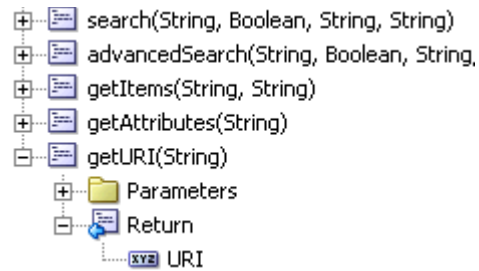 search(String, Boolean, String, String)
advancedSearch(String, Boolean, String,
getItems(String, String)
getAttributes(String)
getURI(String)
Parameters
Return
XYZ URI